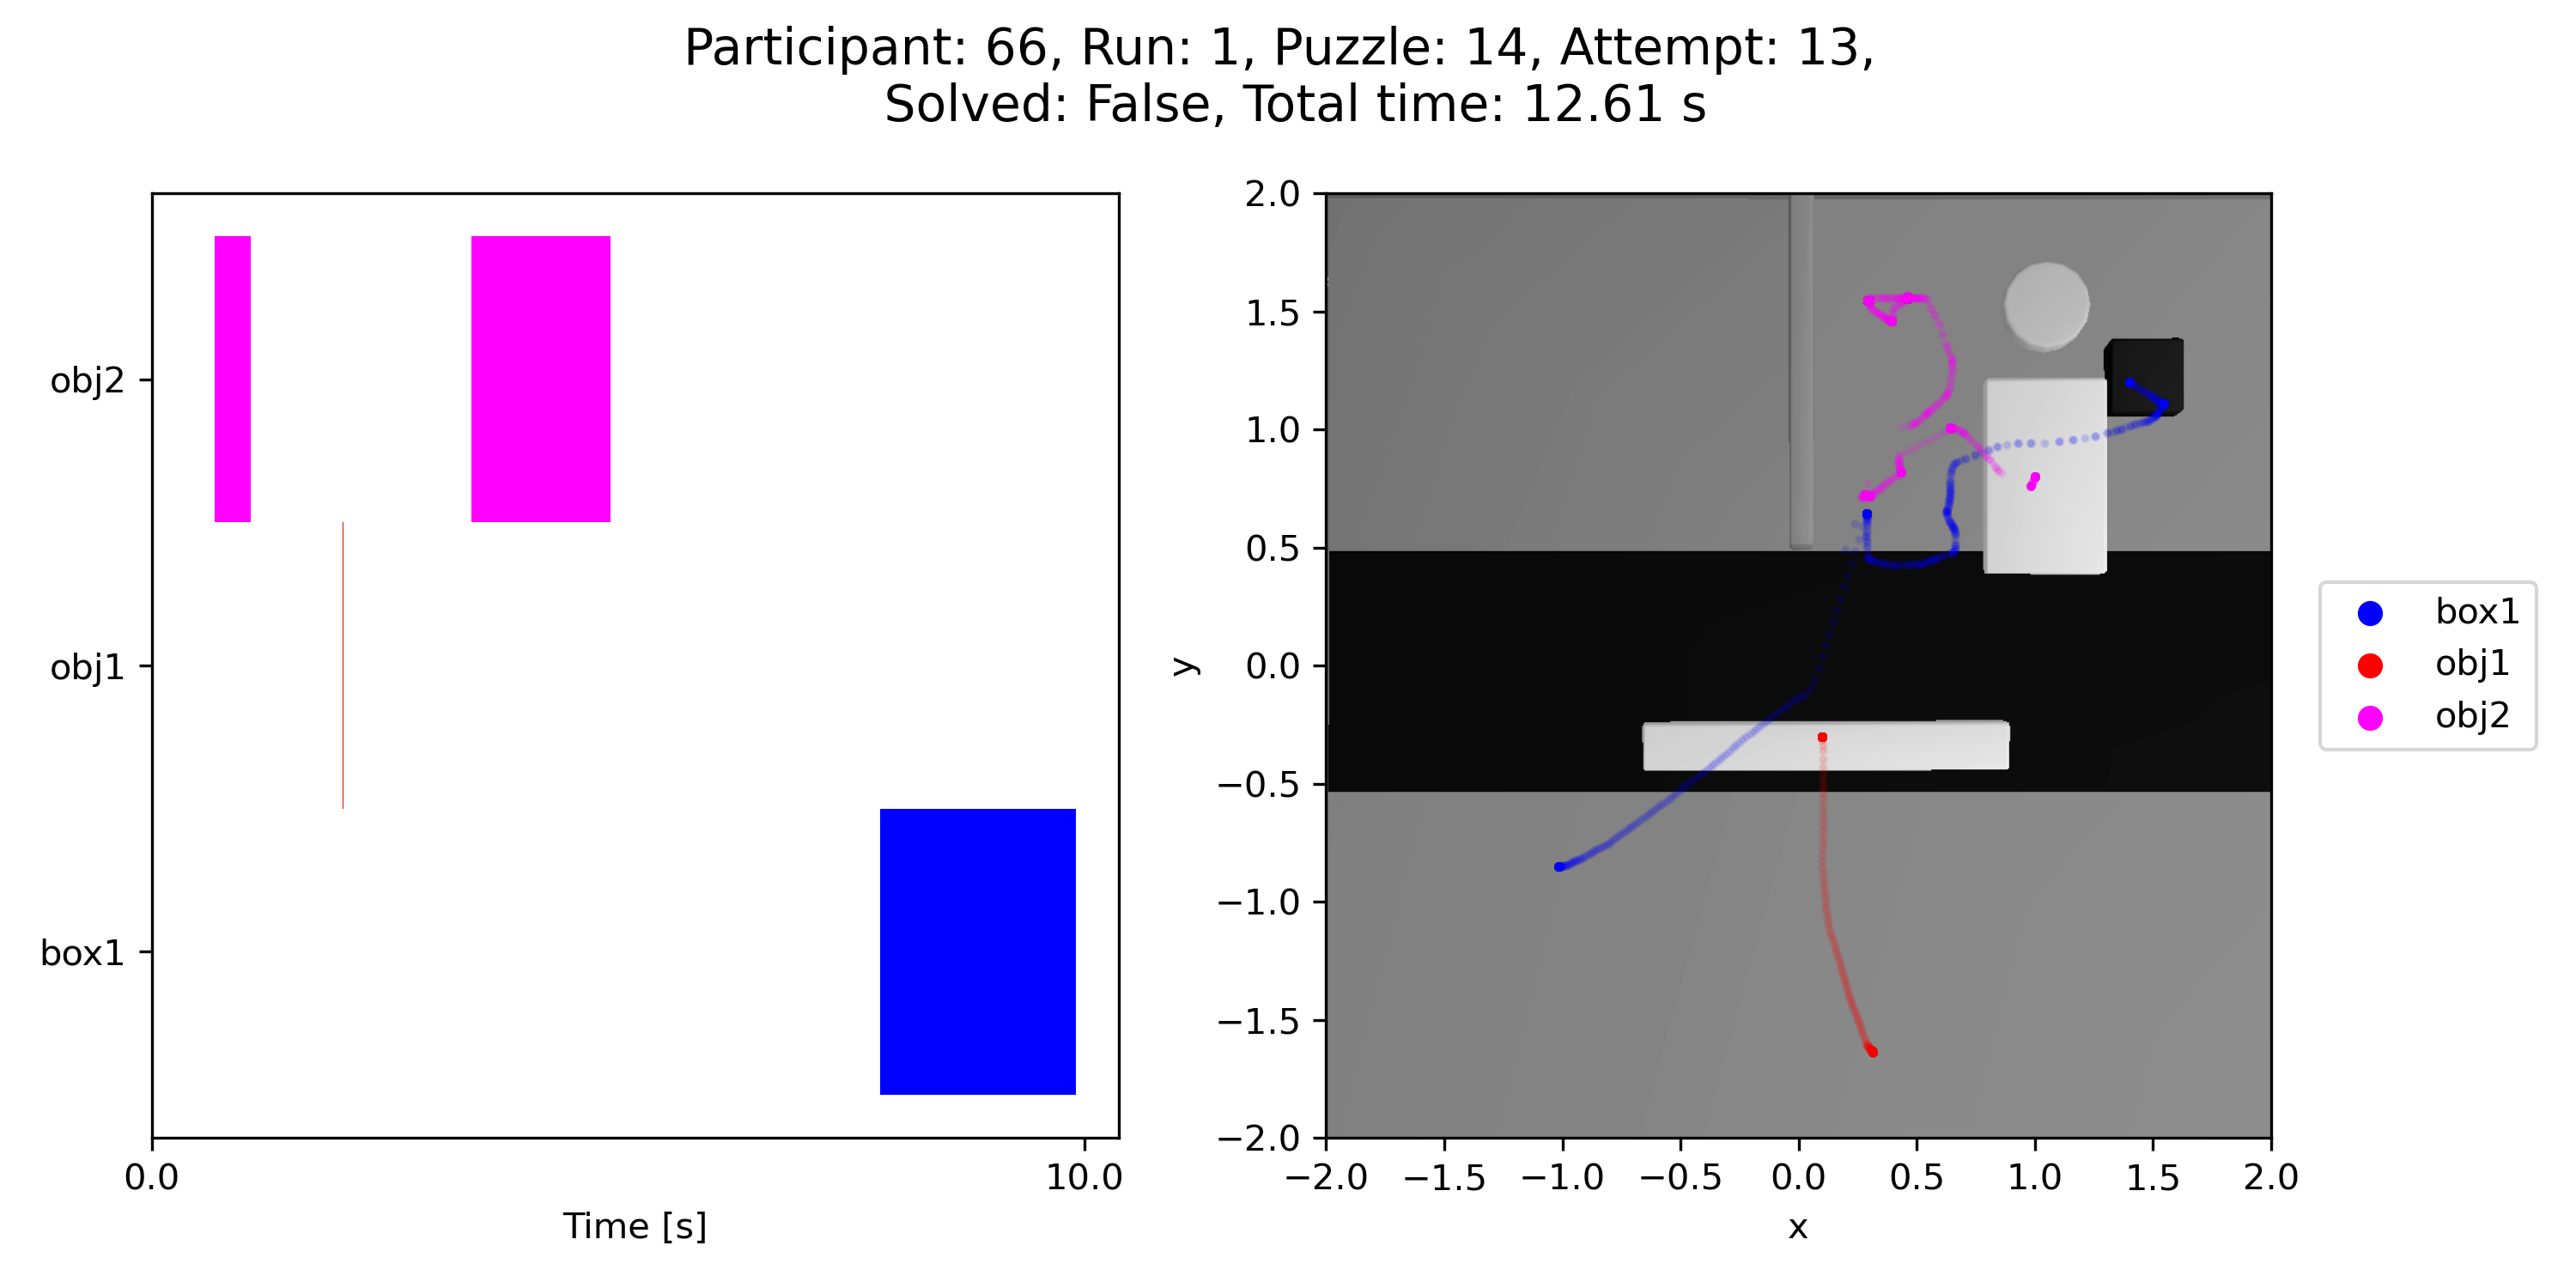 Participant: 66, Run: 1, Puzzle: 14, Attempt: 13,
Solved: False, Total time: 12.61 s
obj2
obj1
box1
0.0
10.0
Time [s]
2.0
1.5
1.0
0.5
0.0
−0.5
−1.0
−1.5
−2.0
y
−2.0
−1.5
−1.0
−0.5
0.0
0.5
1.0
1.5
2.0
x
box1
obj1
obj2